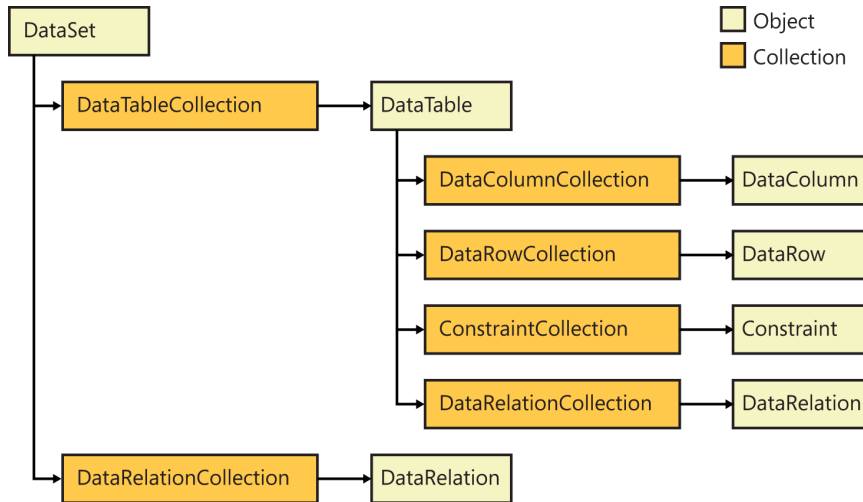 DataSet
Object
Collection
DataTableCollection
DataTable
DataColumnCollection
DataColumn
DataRowCollection
DataRow
ConstraintCollection
Constraint
DataRelationCollection
DataRelation
DataRelationCollection
DataRelation